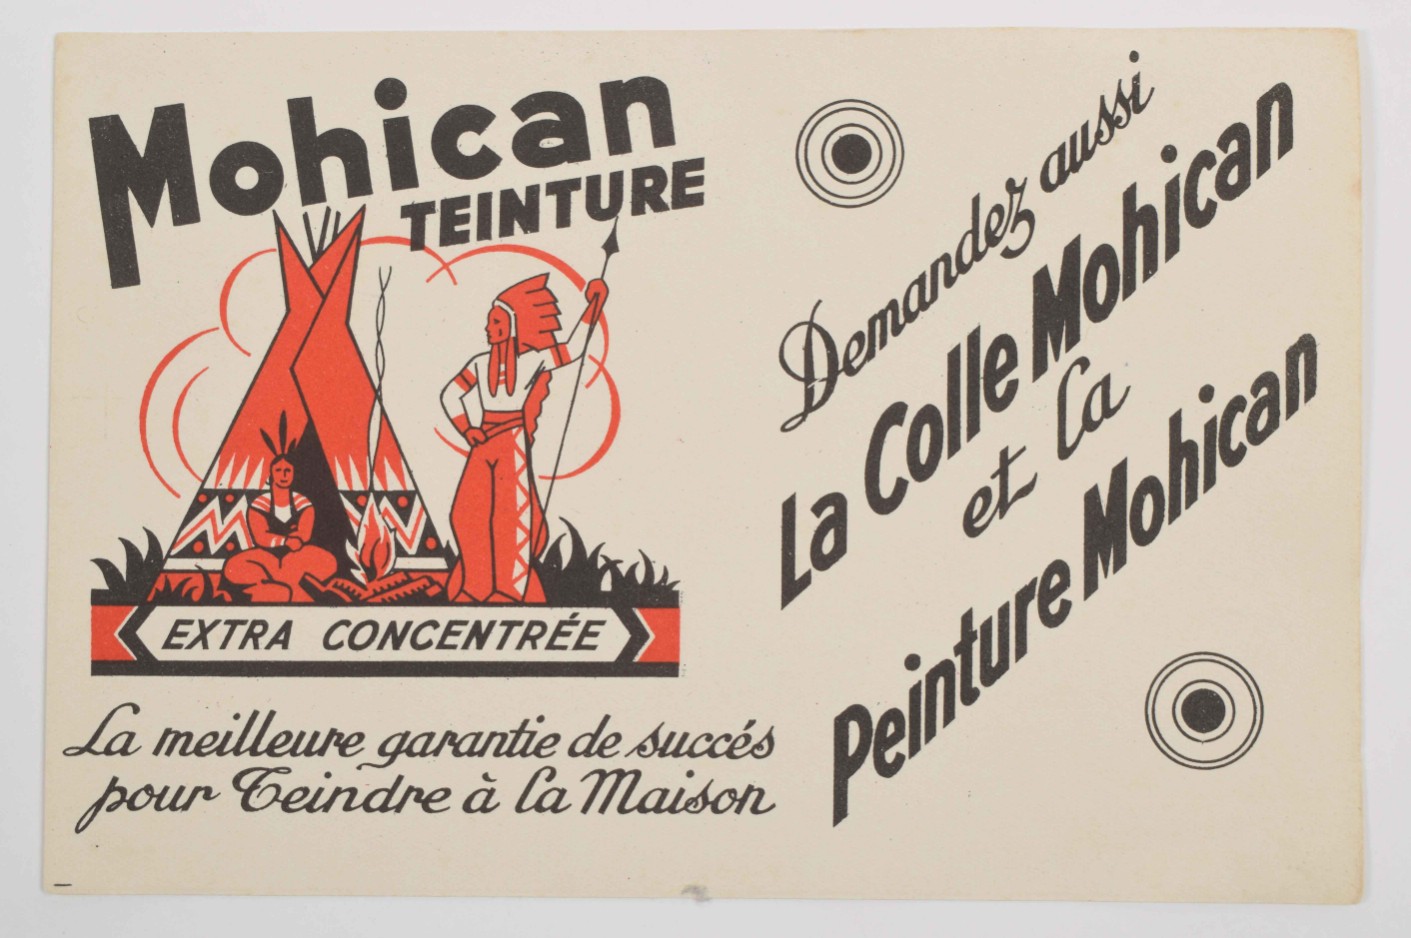 Mohican
TEINTURE
EXTRA CONCENTRÉE
La meilleure garantie de succés
pour Teindre à la Maison
Demandez aussi
La Colle Mohican
et la
Peinture Mohican